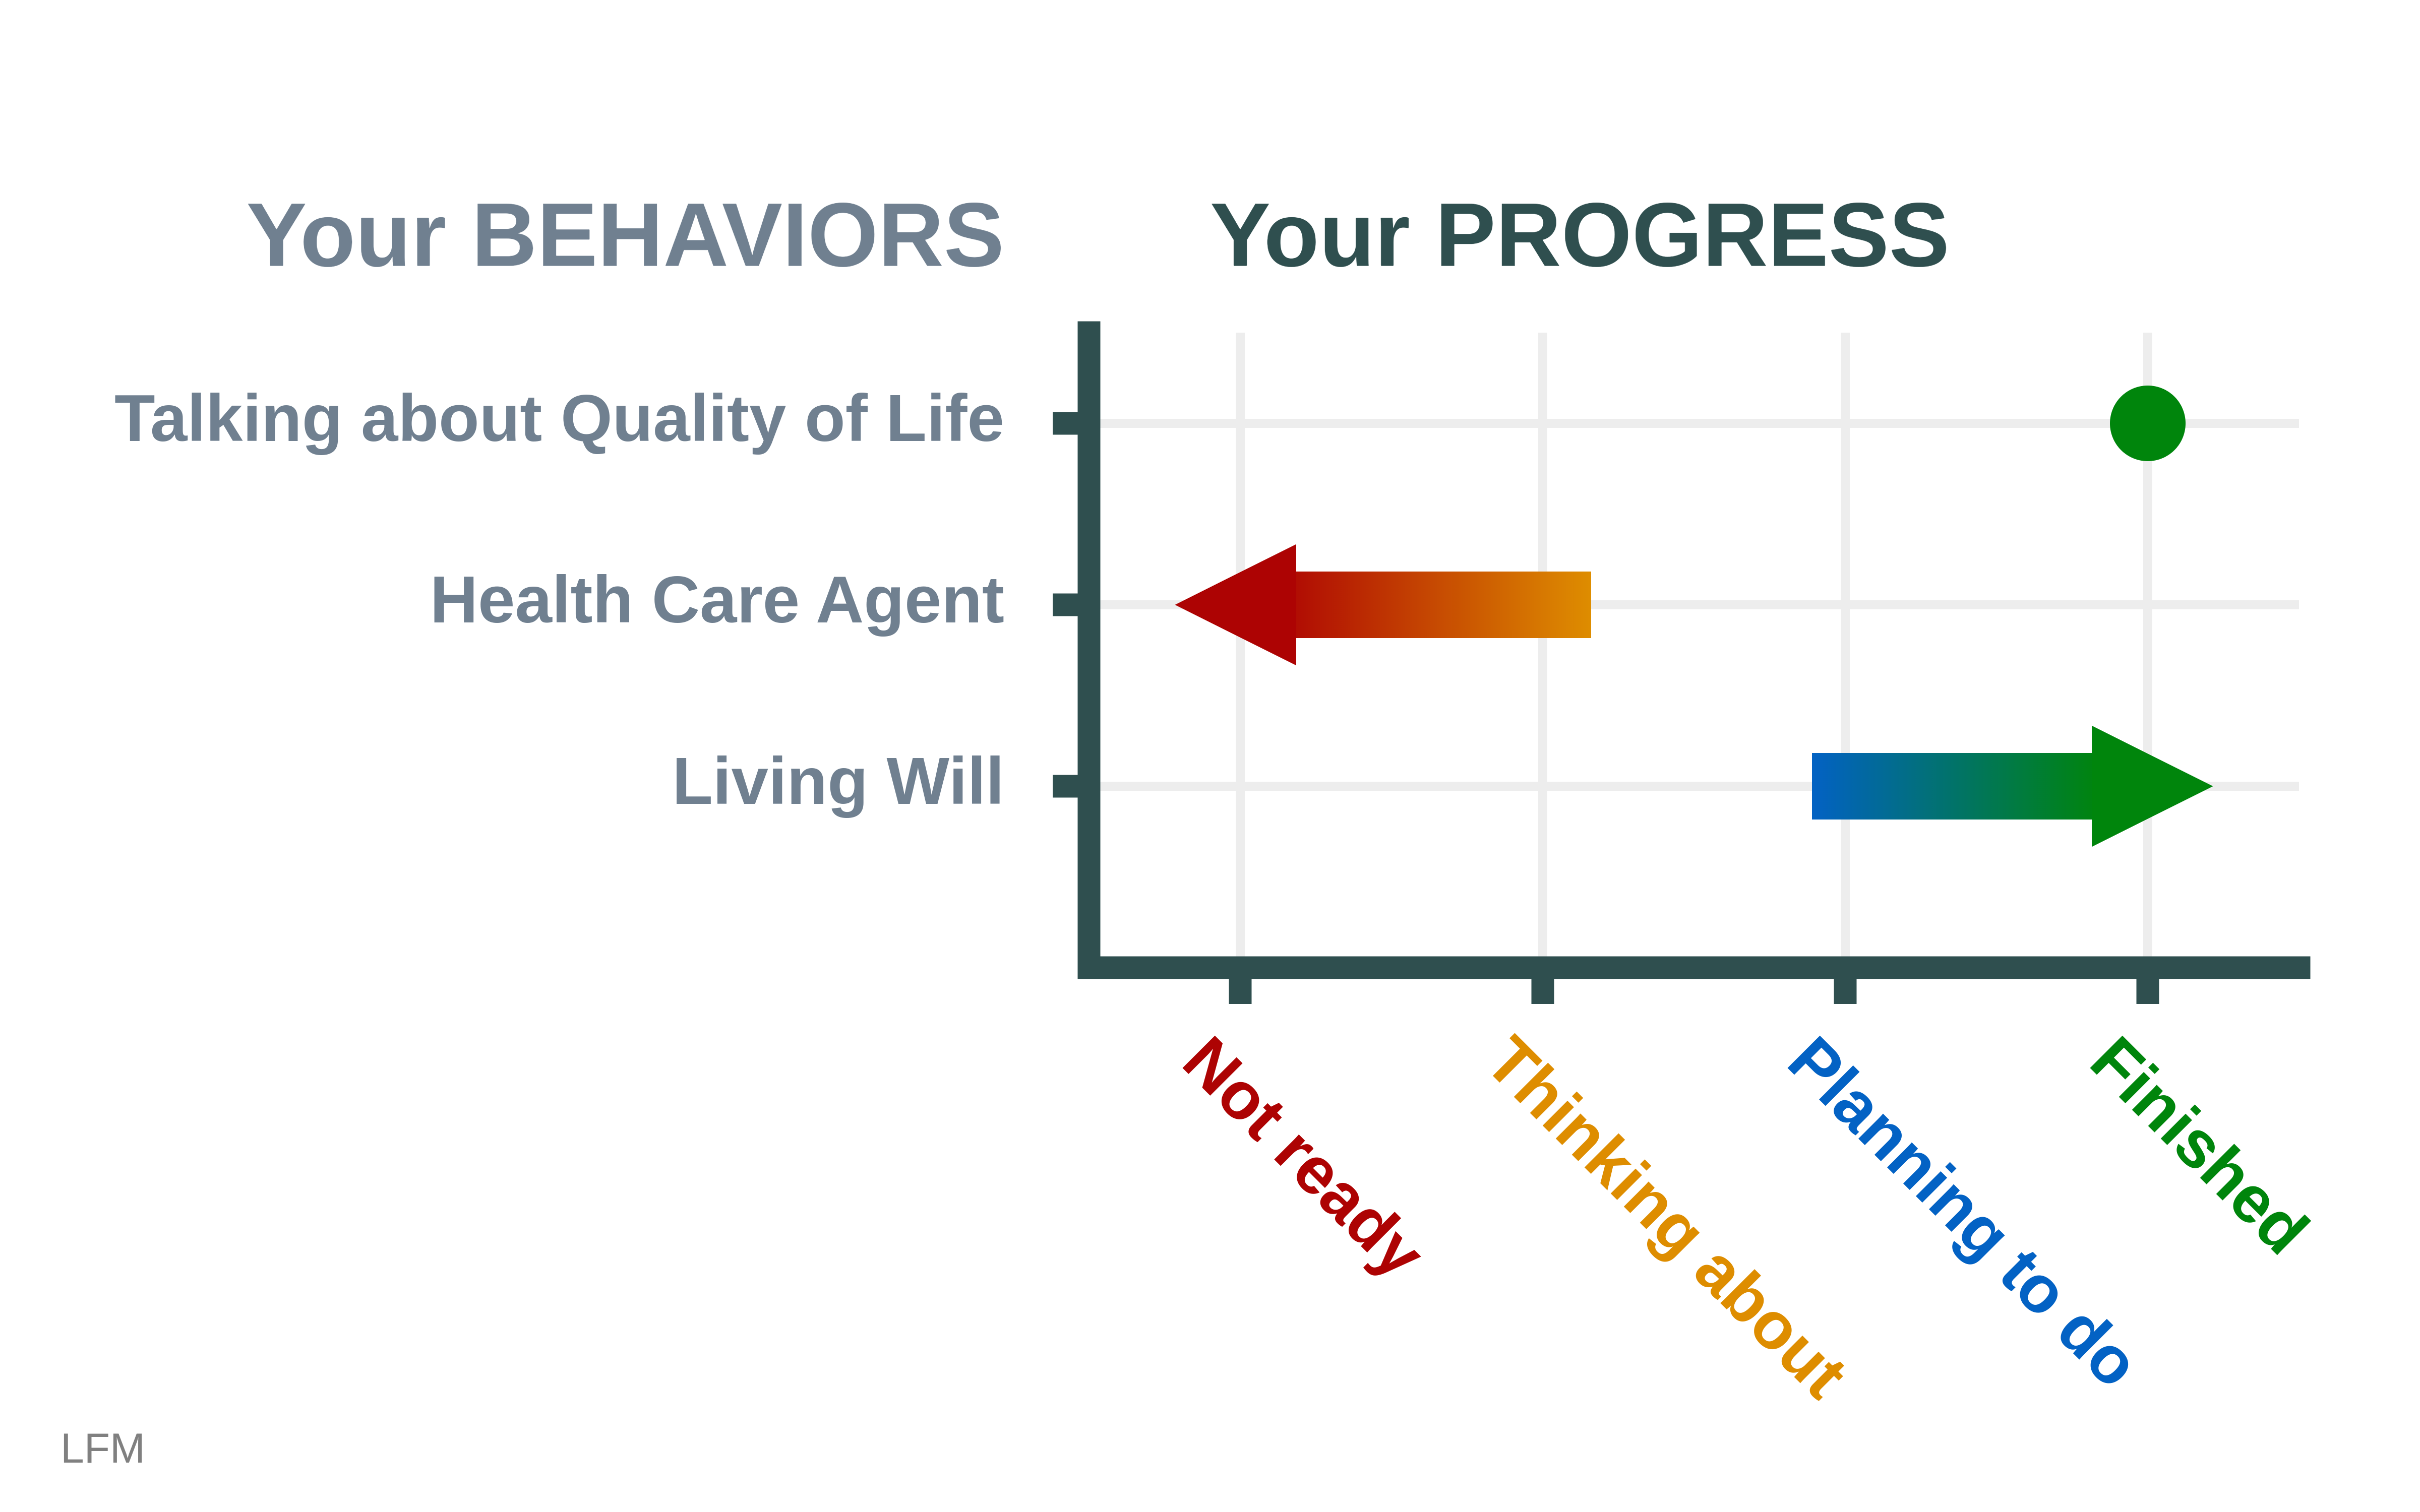 Your BEHAVIORS
Your PROGRESS
Talking about Quality of Life
Health Care Agent
Living Will
Not ready
Thinking about
Planning to do
Finished
LFM